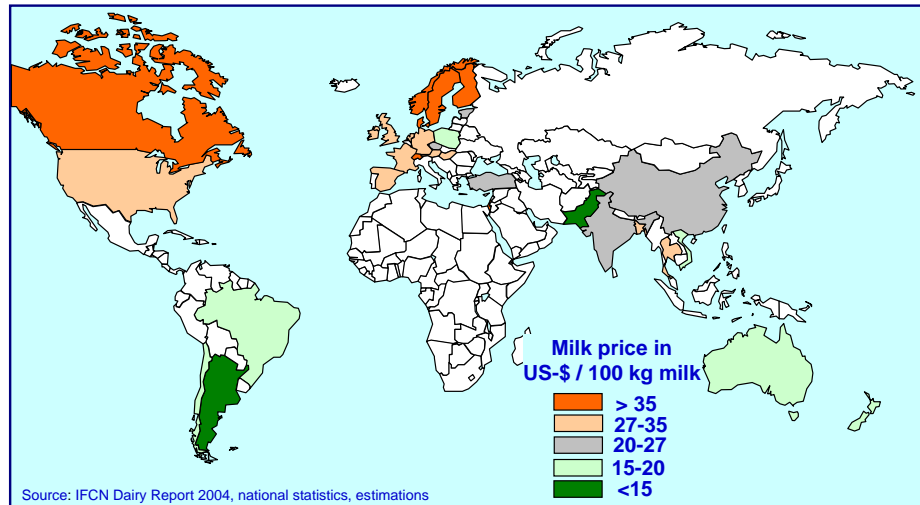 Milk price in
US-$ / 100 kg milk
> 35
27-35
20-27
15-20
<15
Source: IFCN Dairy Report 2004, national statistics, estimations